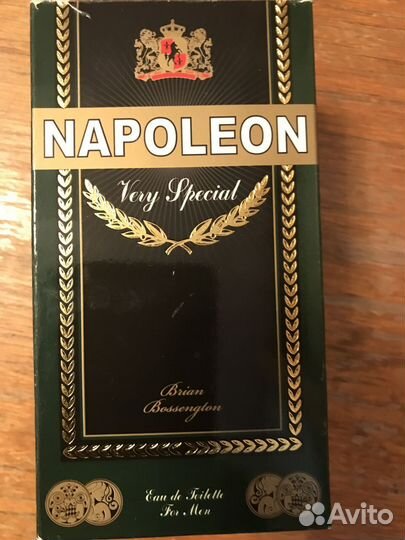 NAPOLEON
Very Special
Brian
Bossengton
Eau de Toilette
For Men
Avito